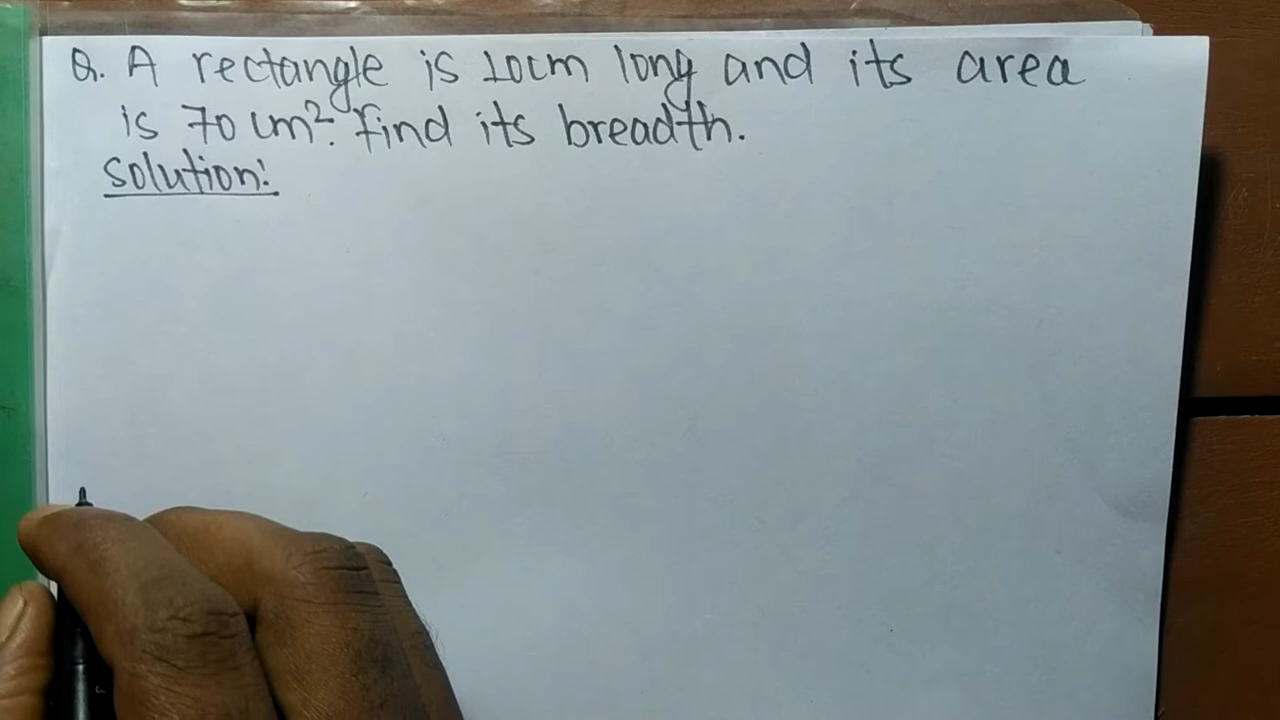 Q. A rectangle is 10cm long and its area
is 70 cm². find its breadth.
Solution: